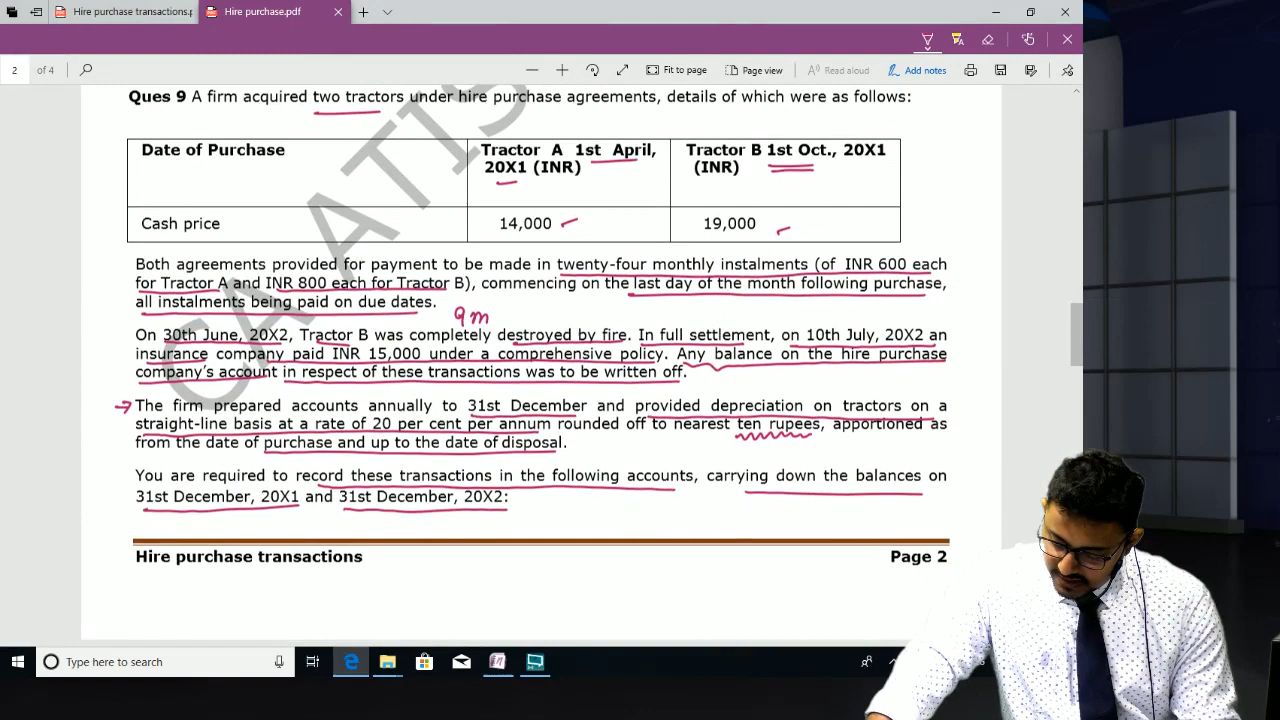 Hire purchase transactions.p
Hire purchase.pdf
2 of 4
Fit to page
Page view
Read aloud
Add notes
Ques 9 A firm acquired two tractors under hire purchase agreements, details of which were as follows:
Date of Purchase
Tractor A 1st April, 20X1 (INR)
Tractor B 1st Oct., 20X1 (INR)
Cash price
14,000
19,000
Both agreements provided for payment to be made in twenty-four monthly instalments (of INR 600 each
for Tractor A and INR 800 each for Tractor B), commencing on the last day of the month following purchase,
all instalments being paid on due dates.
9m
On 30th June, 20X2, Tractor B was completely destroyed by fire. In full settlement, on 10th July, 20X2 an
insurance company paid INR 15,000 under a comprehensive policy. Any balance on the hire purchase
company's account in respect of these transactions was to be written off.
The firm prepared accounts annually to 31st December and provided depreciation on tractors on a
straight-line basis at a rate of 20 per cent per annum rounded off to nearest ten rupees, apportioned as
from the date of purchase and up to the date of disposal.
You are required to record these transactions in the following accounts, carrying down the balances on
31st December, 20X1 and 31st December, 20X2:
Hire purchase transactions
Page 2
CA ATIS
Type here to search